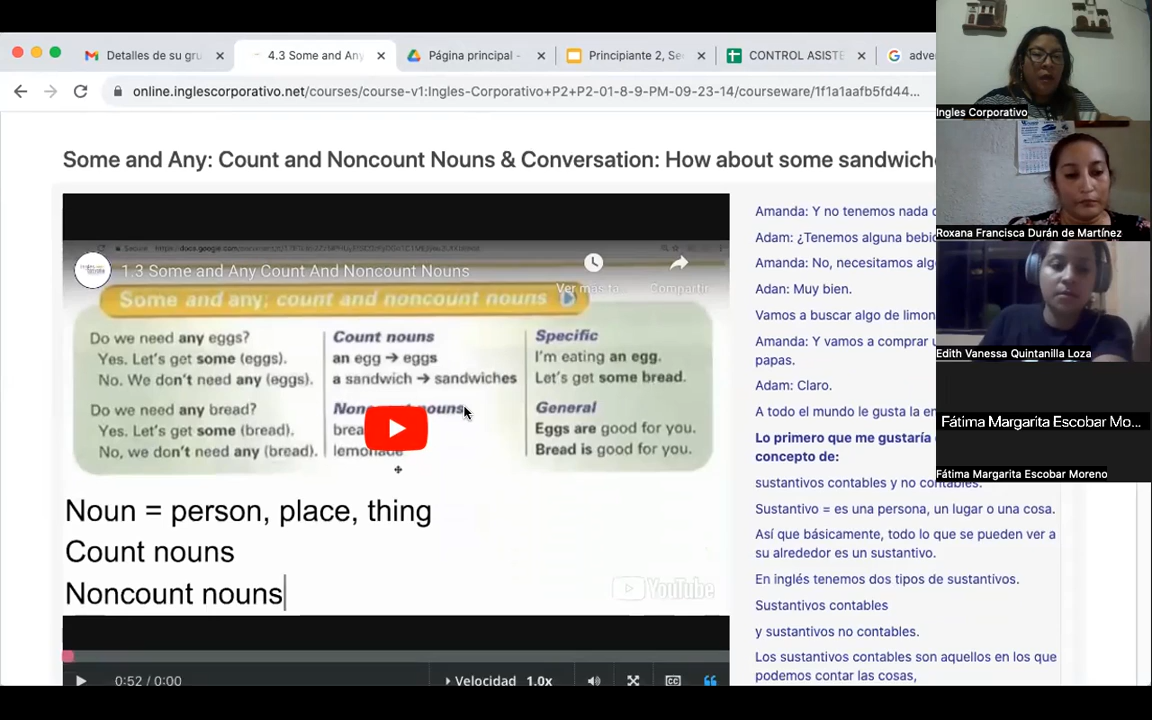 Detalles de su gru
4.3 Some and Any
Página principal -
Principiante 2, Se
CONTROL ASISTE
adve
online.inglescorporativo.net/courses/course-v1:Ingles-Corporativo+P2+P2-01-8-9-PM-09-23-14/courseware/1f1a1aafb5fd44...
Some and Any: Count and Noncount Nouns & Conversation: How about some sandwich
1.3 Some and Any Count And Noncount Nouns
Ver más ta
Compartir
Some and any; count and noncount nouns
Do we need any eggs?
Yes. Let's get some (eggs).
No. We don't need any (eggs).
Do we need any bread?
Yes. Let's get some (bread).
No, we don't need any (bread).
Count nouns
an egg → eggs
a sandwich → sandwiches
Noncount nouns
brea
lemonade
Specific
I'm eating an egg.
Let's get some bread.
General
Eggs are good for you.
Bread is good for you.
Noun = person, place, thing
Count nouns
Noncount nouns
YouTube
0:52 / 0:00
Velocidad 1.0x
Amanda: Y no tenemos nada
Adam: ¿Tenemos alguna bebi
Amanda: No, necesitamos alg
Adan: Muy bien.
Vamos a buscar algo de limon
Amanda: Y vamos a comprar
papas.
Adam: Claro.
A todo el mundo le gusta la en
Lo primero que me gustaría
concepto de:
sustantivos contables y no contables.
Sustantivo = es una persona, un lugar o una cosa.
Así que básicamente, todo lo que se pueden ver a
su alrededor es un sustantivo.
En inglés tenemos dos tipos de sustantivos.
Sustantivos contables
y sustantivos no contables.
Los sustantivos contables son aquellos en los que
podemos contar las cosas,
Ingles Corporativo
Roxana Francisca Durán de Martínez
Edith Vanessa Quintanilla Loza
Fátima Margarita Escobar Mo...
Fátima Margarita Escobar Moreno